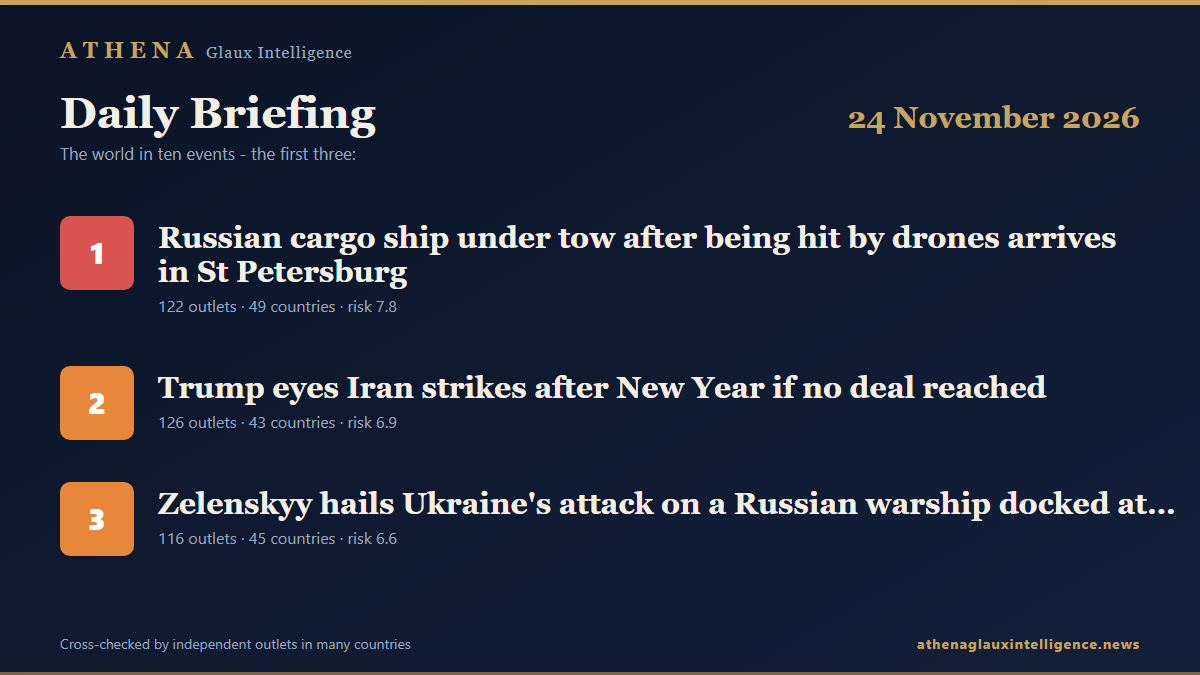 ATHENA Glaux Intelligence
Daily Briefing
24 November 2026
The world in ten events - the first three:
1
Russian cargo ship under tow after being hit by drones arrives
in St Petersburg
122 outlets · 49 countries · risk 7.8
2
Trump eyes Iran strikes after New Year if no deal reached
126 outlets · 43 countries · risk 6.9
3
Zelenskyy hails Ukraine's attack on a Russian warship docked at...
116 outlets · 45 countries · risk 6.6
Cross-checked by independent outlets in many countries
athenaglauxintelligence.news